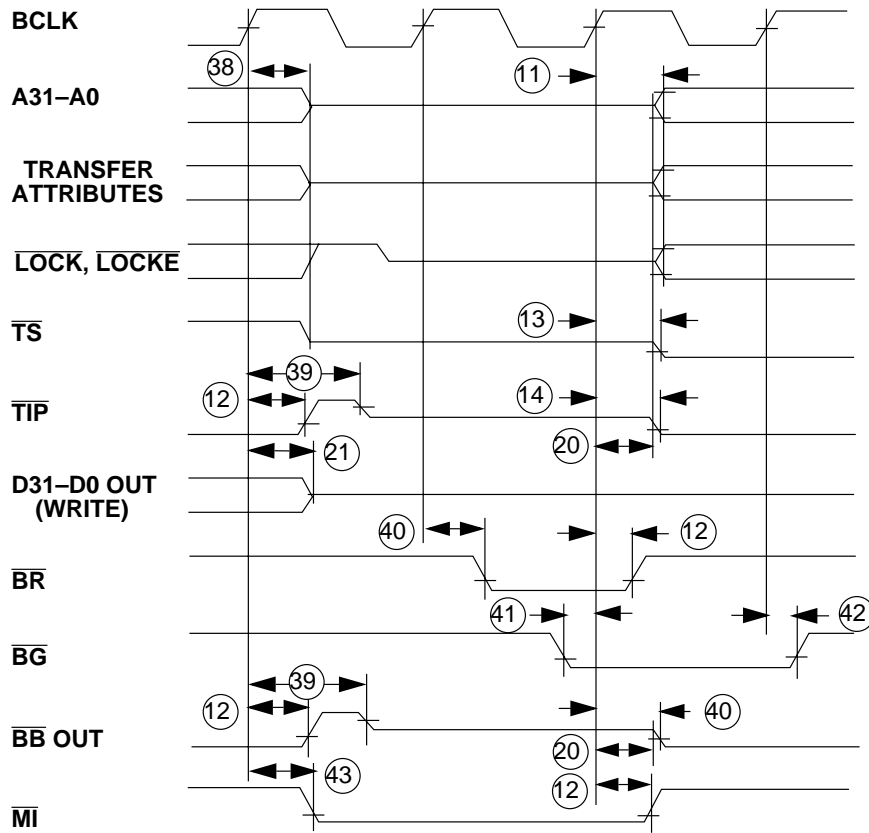 BCLK
38
11
A31–A0
TRANSFER
ATTRIBUTES
LOCK, LOCKE
13
TS
39
12
14
TIP
21
20
D31–D0 OUT
(WRITE)
40
12
BR
41
42
BG
39
12
40
BB OUT
20
43
12
MI